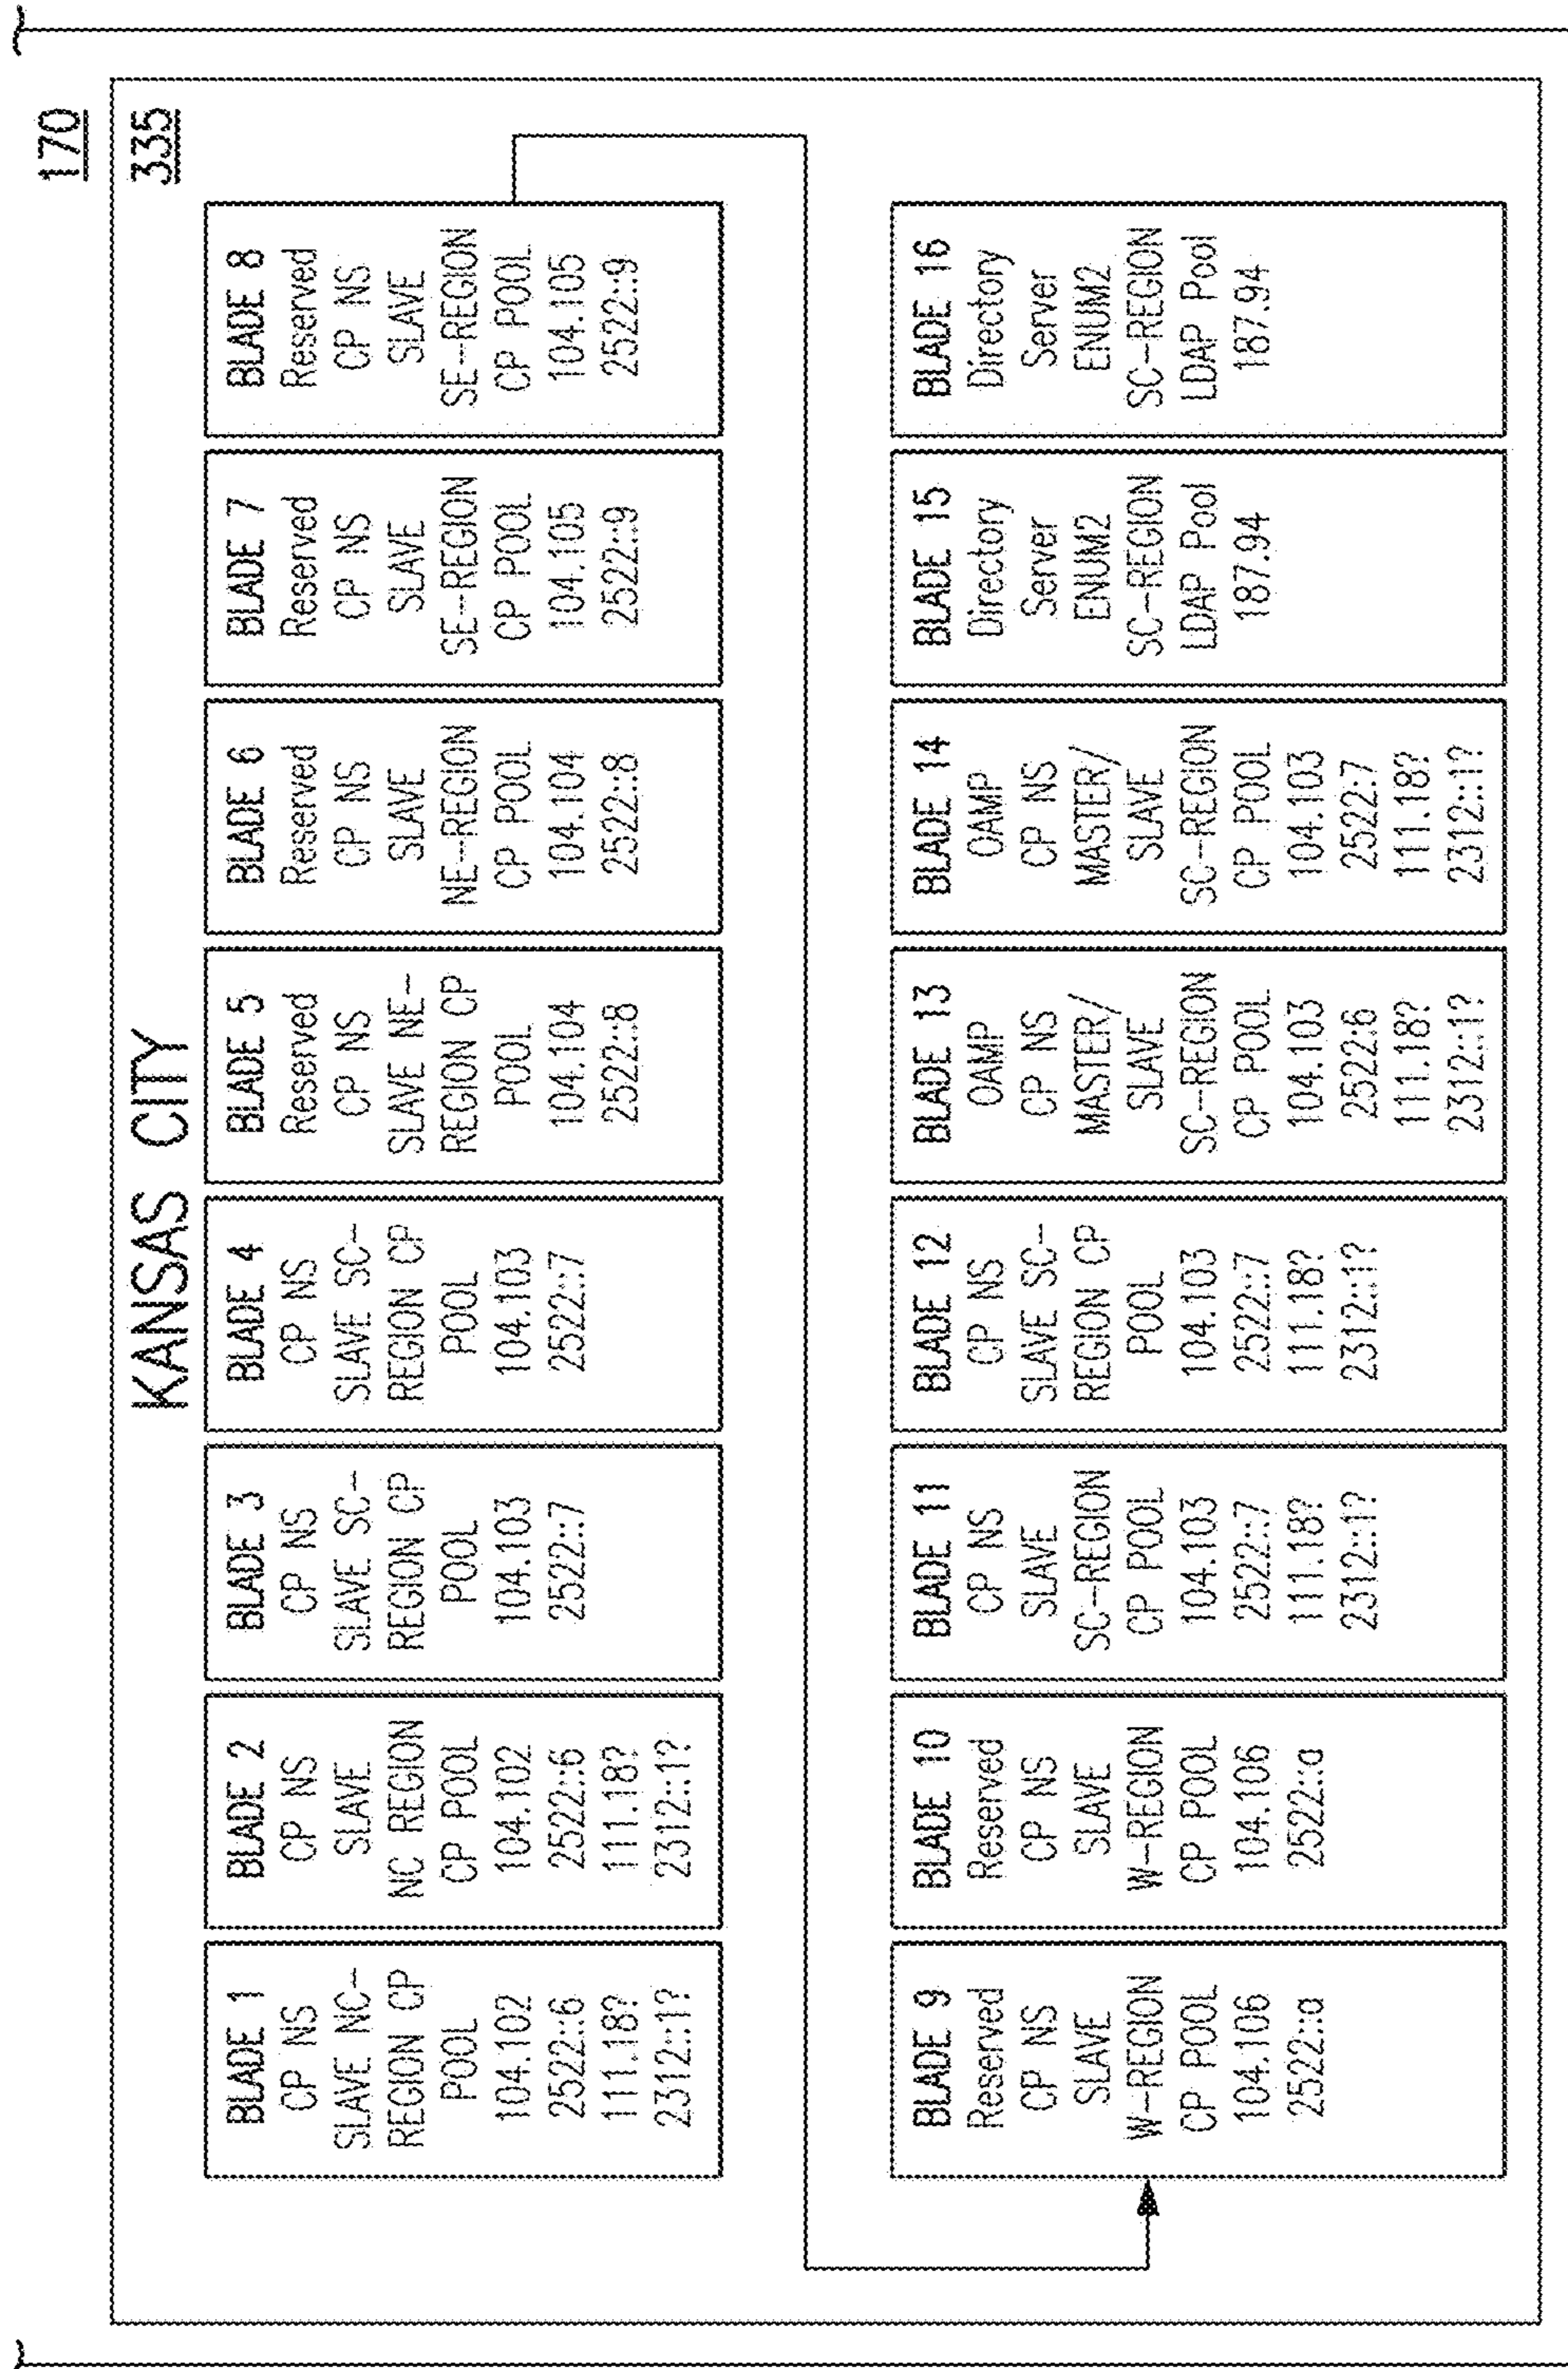 170
KANSAS CITY
335
BLADE 1
CP NS
SLAVE NC-
REGION CP
POOL
104.102
2522::6
111.18?
2312::1?
BLADE 2
CP NS
SLAVE
NC REGION
CP POOL
104.102
2522::6
111.18?
2312::1?
BLADE 3
CP NS
SLAVE SC-
REGION CP
POOL
104.103
2522::7
BLADE 4
CP NS
SLAVE SC-
REGION CP
POOL
104.103
2522::7
BLADE 5
Reserved
CP NS
SLAVE NE-
REGION CP
POOL
104.104
2522::8
BLADE 6
Reserved
CP NS
SLAVE
NE-REGION
CP POOL
104.104
2522::8
BLADE 7
Reserved
CP NS
SLAVE
SE-REGION
CP POOL
104.105
2522::9
BLADE 8
Reserved
CP NS
SLAVE
SE-REGION
CP POOL
104.105
2522::9
BLADE 9
Reserved
CP NS
SLAVE
W-REGION
CP POOL
104.106
2522::a
BLADE 10
Reserved
CP NS
SLAVE
W-REGION
CP POOL
104.106
2522::a
BLADE 11
CP NS
SLAVE
SC-REGION
CP POOL
104.103
2522::7
111.18?
2312::1?
BLADE 12
CP NS
SLAVE SC-
REGION CP
POOL
104.103
2522::7
111.18?
2312::1?
BLADE 13
OAMP
CP NS
MASTER/
SLAVE
SC-REGION
CP POOL
104.103
2522:6
111.18?
2312::1?
BLADE 14
OAMP
CP NS
MASTER/
SLAVE
SC-REGION
CP POOL
104.103
2522:7
111.18?
2312::1?
BLADE 15
Directory
Server
ENUM2
SC-REGION
LDAP Pool
187.94
BLADE 16
Directory
Server
ENUM2
SC-REGION
LDAP Pool
187.94